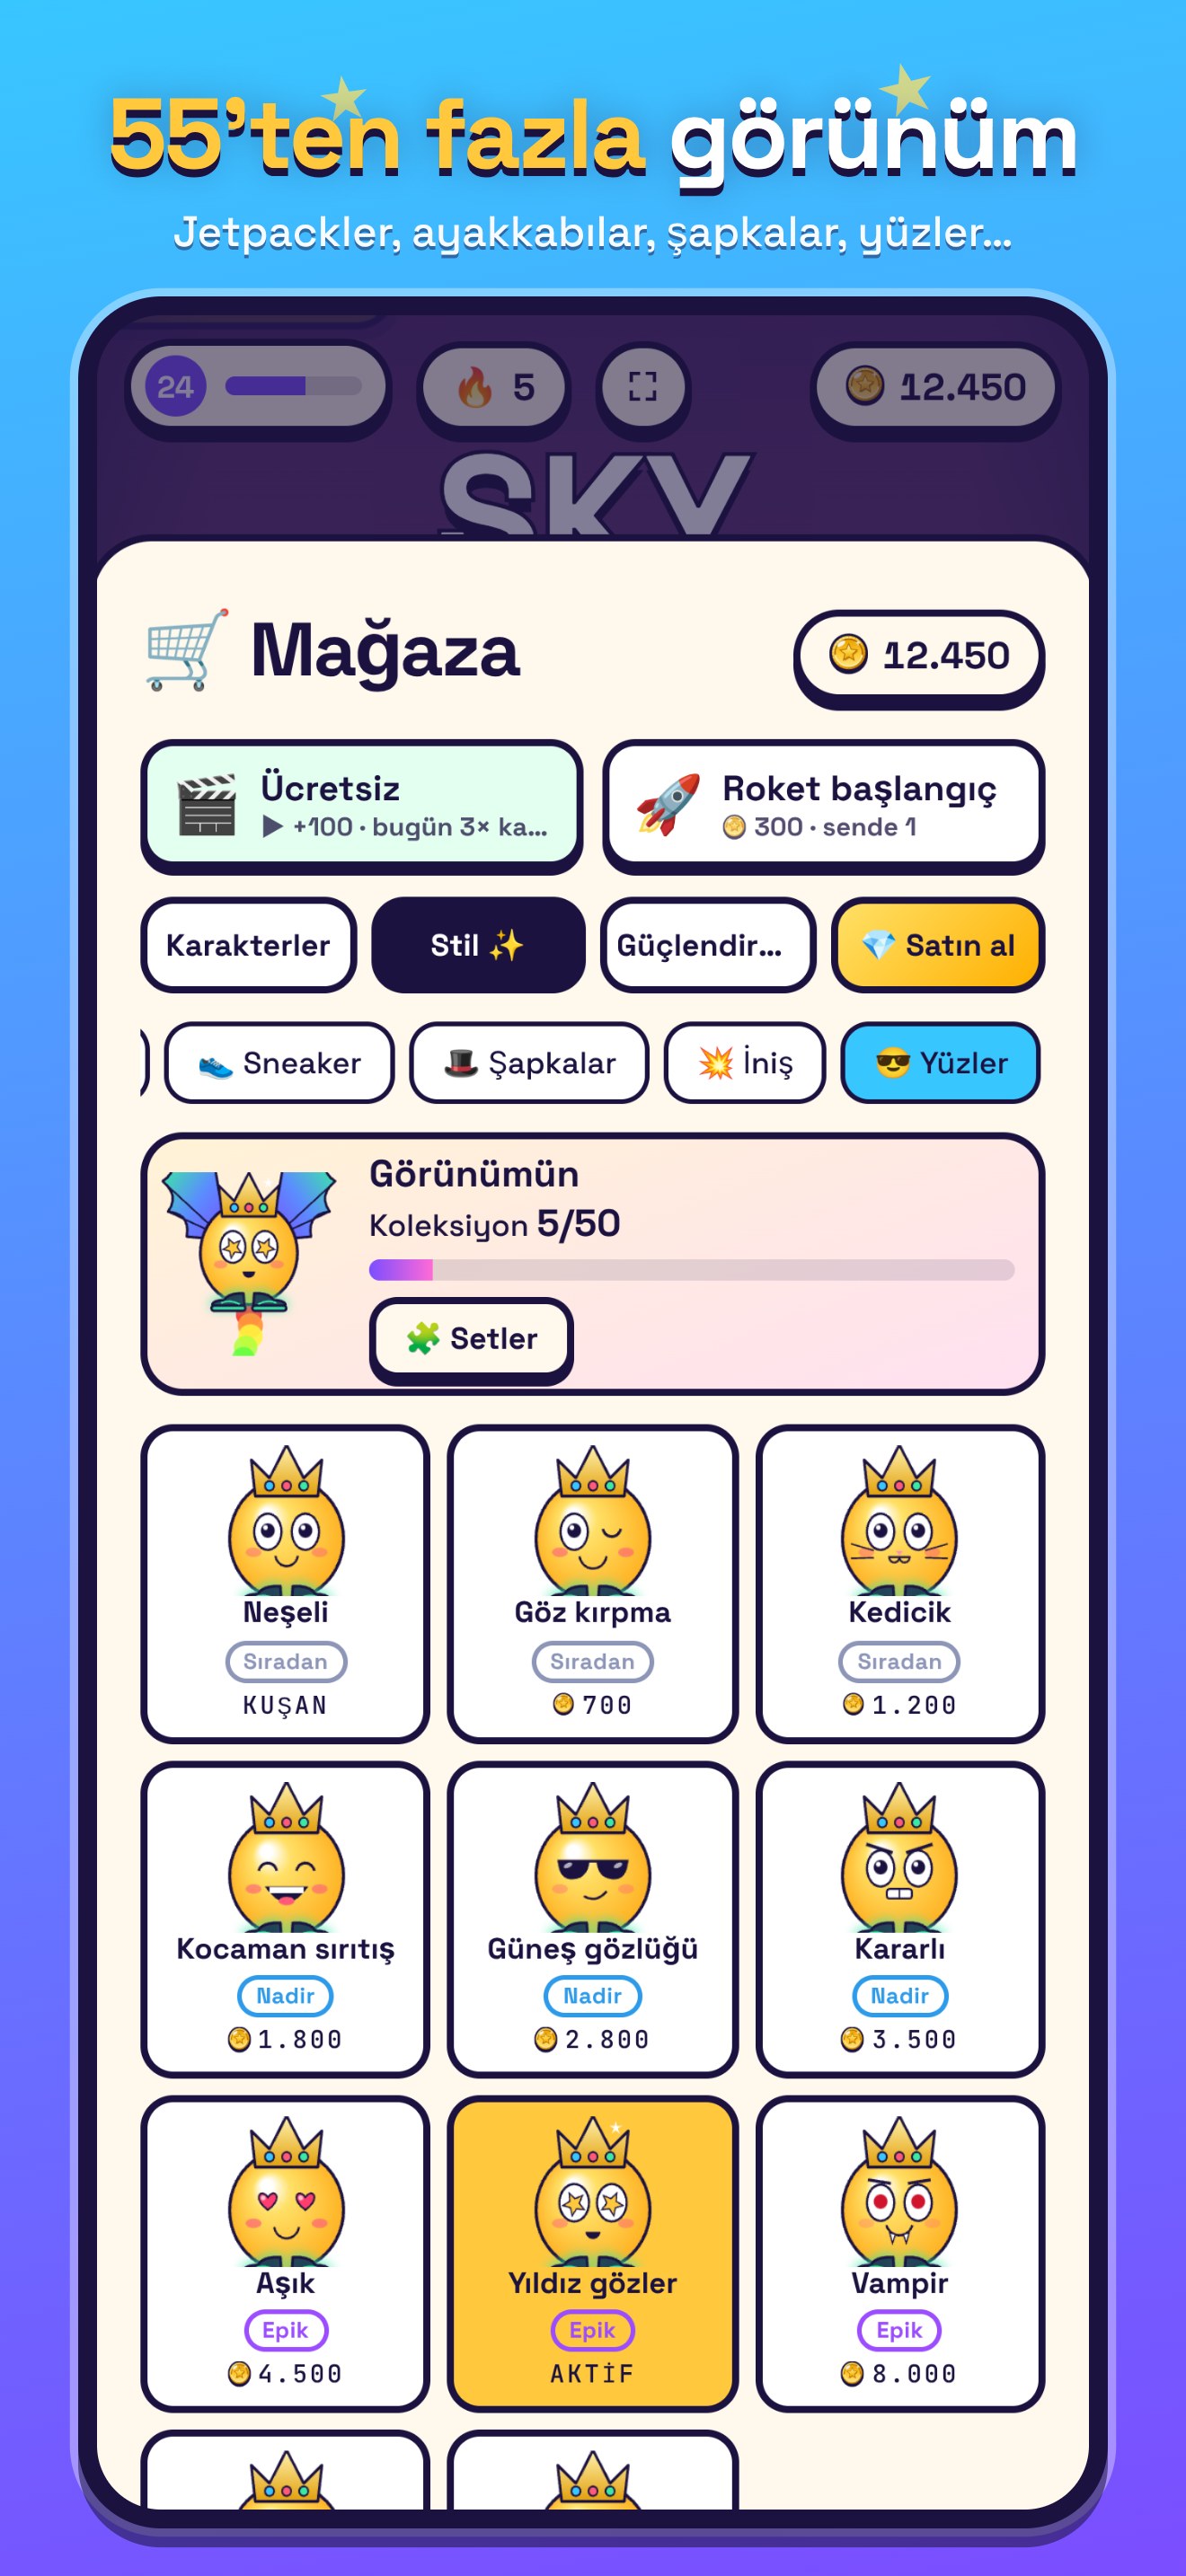 55'ten fazla görünüm
Jetpackler, ayakkabılar, şapkalar, yüzler...
24
5
12.450
SKY
Mağaza
12.450
Ücretsiz
+100 · bugün 3× ka...
Roket başlangıç
300 · sende 1
Karakterler
Stil
Güçlendir...
Satın al
Sneaker
Şapkalar
İniş
Yüzler
Görünümün
Koleksiyon 5/50
Setler
Neşeli
Sıradan
KUŞAN
Göz kırpma
Sıradan
700
Kedicik
Sıradan
1.200
Kocaman sırıtış
Nadir
1.800
Güneş gözlüğü
Nadir
2.800
Kararlı
Nadir
3.500
Aşık
Epik
4.500
Yıldız gözler
Epik
AKTİF
Vampir
Epik
8.000